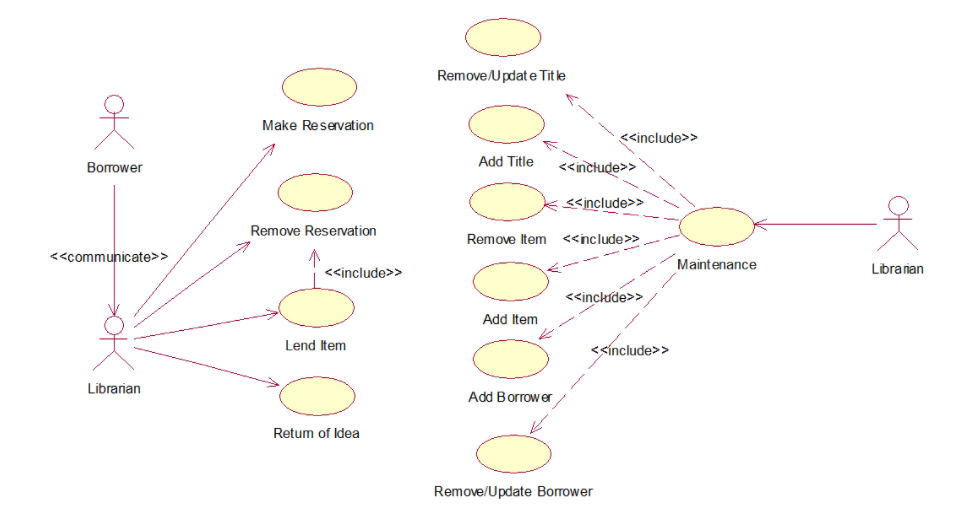 Remove/Update Title
Make Reservation
<<include>>
Borrower
Add Title
<<include>>
<<include>>
Remove Reservation
Remove Item
<<include>>
<<communicate>>
<<include>>
Maintenance
Librarian
<<include>>
Add Item
Lend Item
<<include>>
Librarian
Add Borrower
Return of Idea
Remove/Update Borrower